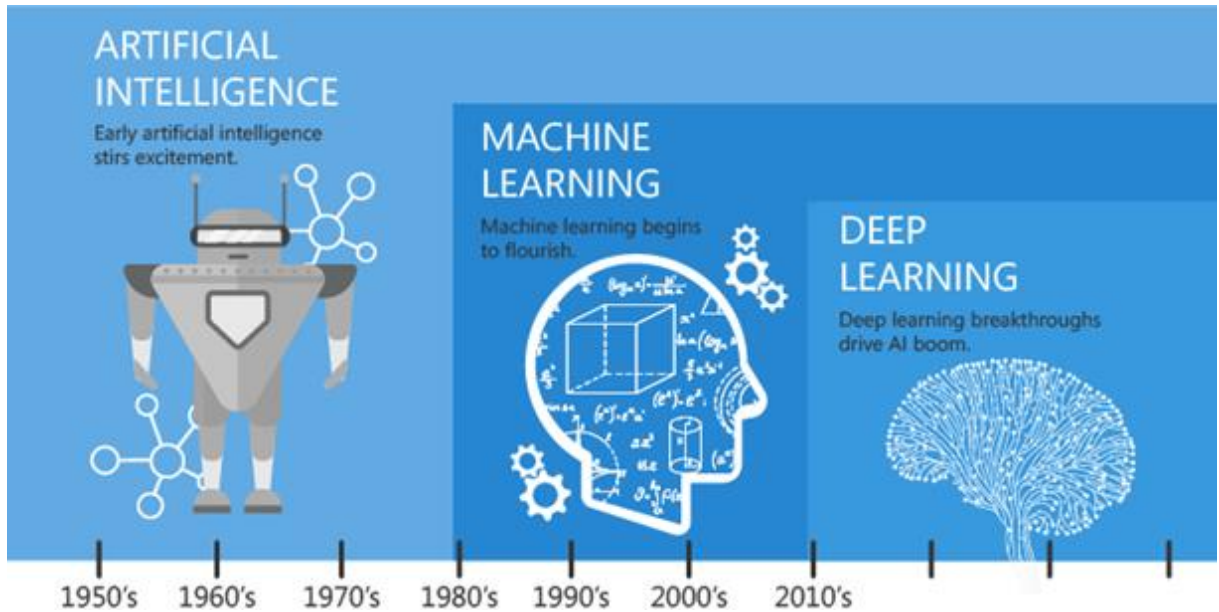 ARTIFICIAL
INTELLIGENCE
Early artificial intelligence
stirs excitement.
MACHINE
LEARNING
Machine learning begins
to flourish.
DEEP
LEARNING
Deep learning breakthroughs
drive AI boom.
1950's 1960's 1970's 1980's 1990's 2000's 2010's